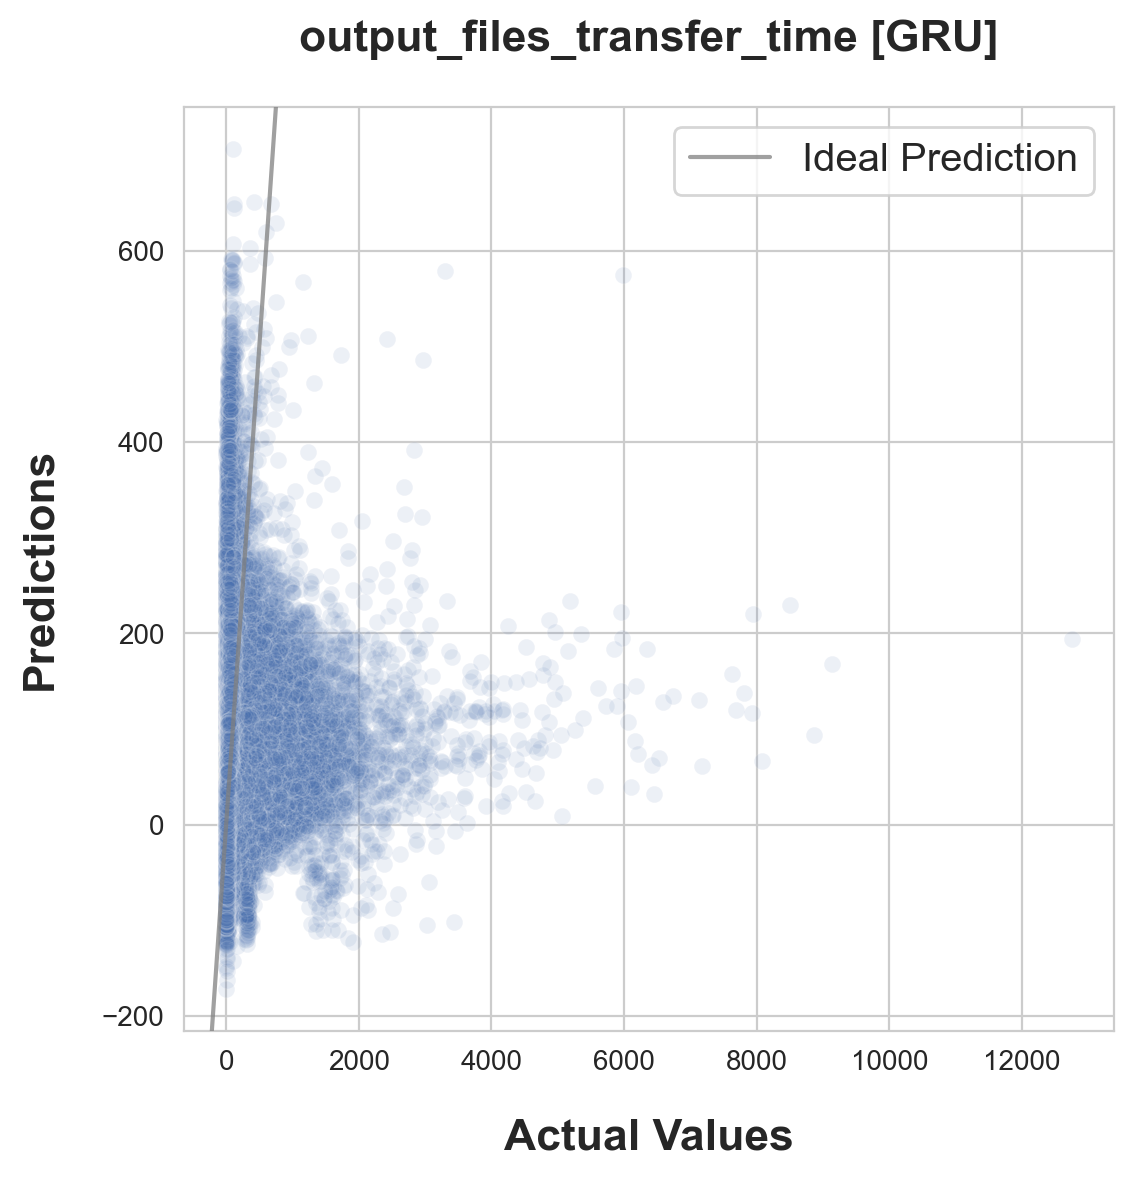 output_files_transfer_time [GRU]
Ideal Prediction
600
400
200
0
−200
Predictions
0 2000 4000 6000 8000 10000 12000
Actual Values